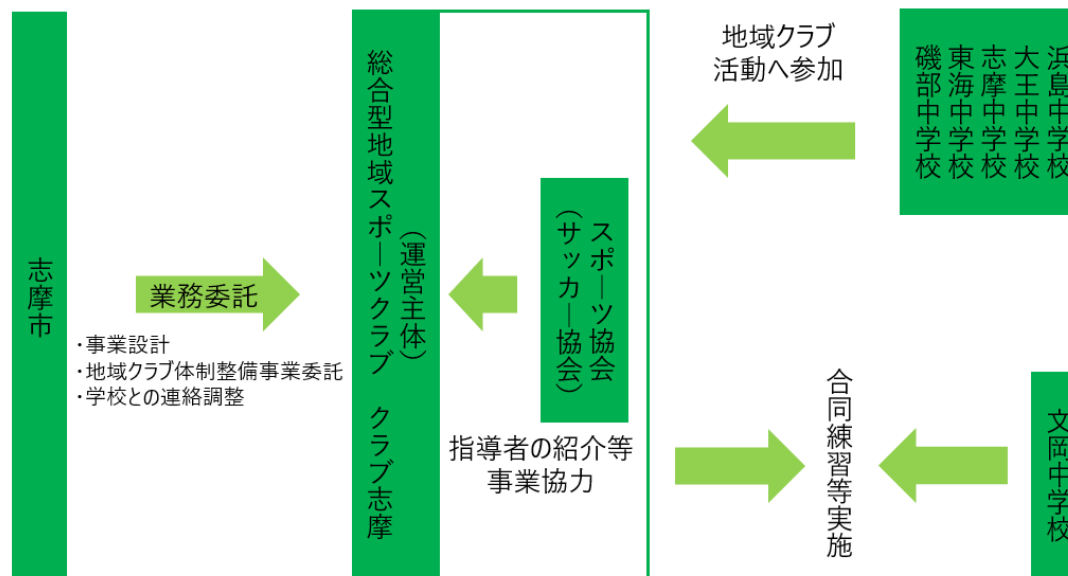 志摩市
業務委託
・事業設計
・地域クラブ体制整備事業委託
・学校との連絡調整
総合型地域スポーツクラブ　クラブ志摩
（運営主体）
スポーツ協会
（サッカー協会）
指導者の紹介等
事業協力
地域クラブ
活動へ参加
浜島中学校
大王中学校
志摩中学校
東海中学校
磯部中学校
合同練習等実施
文岡中学校